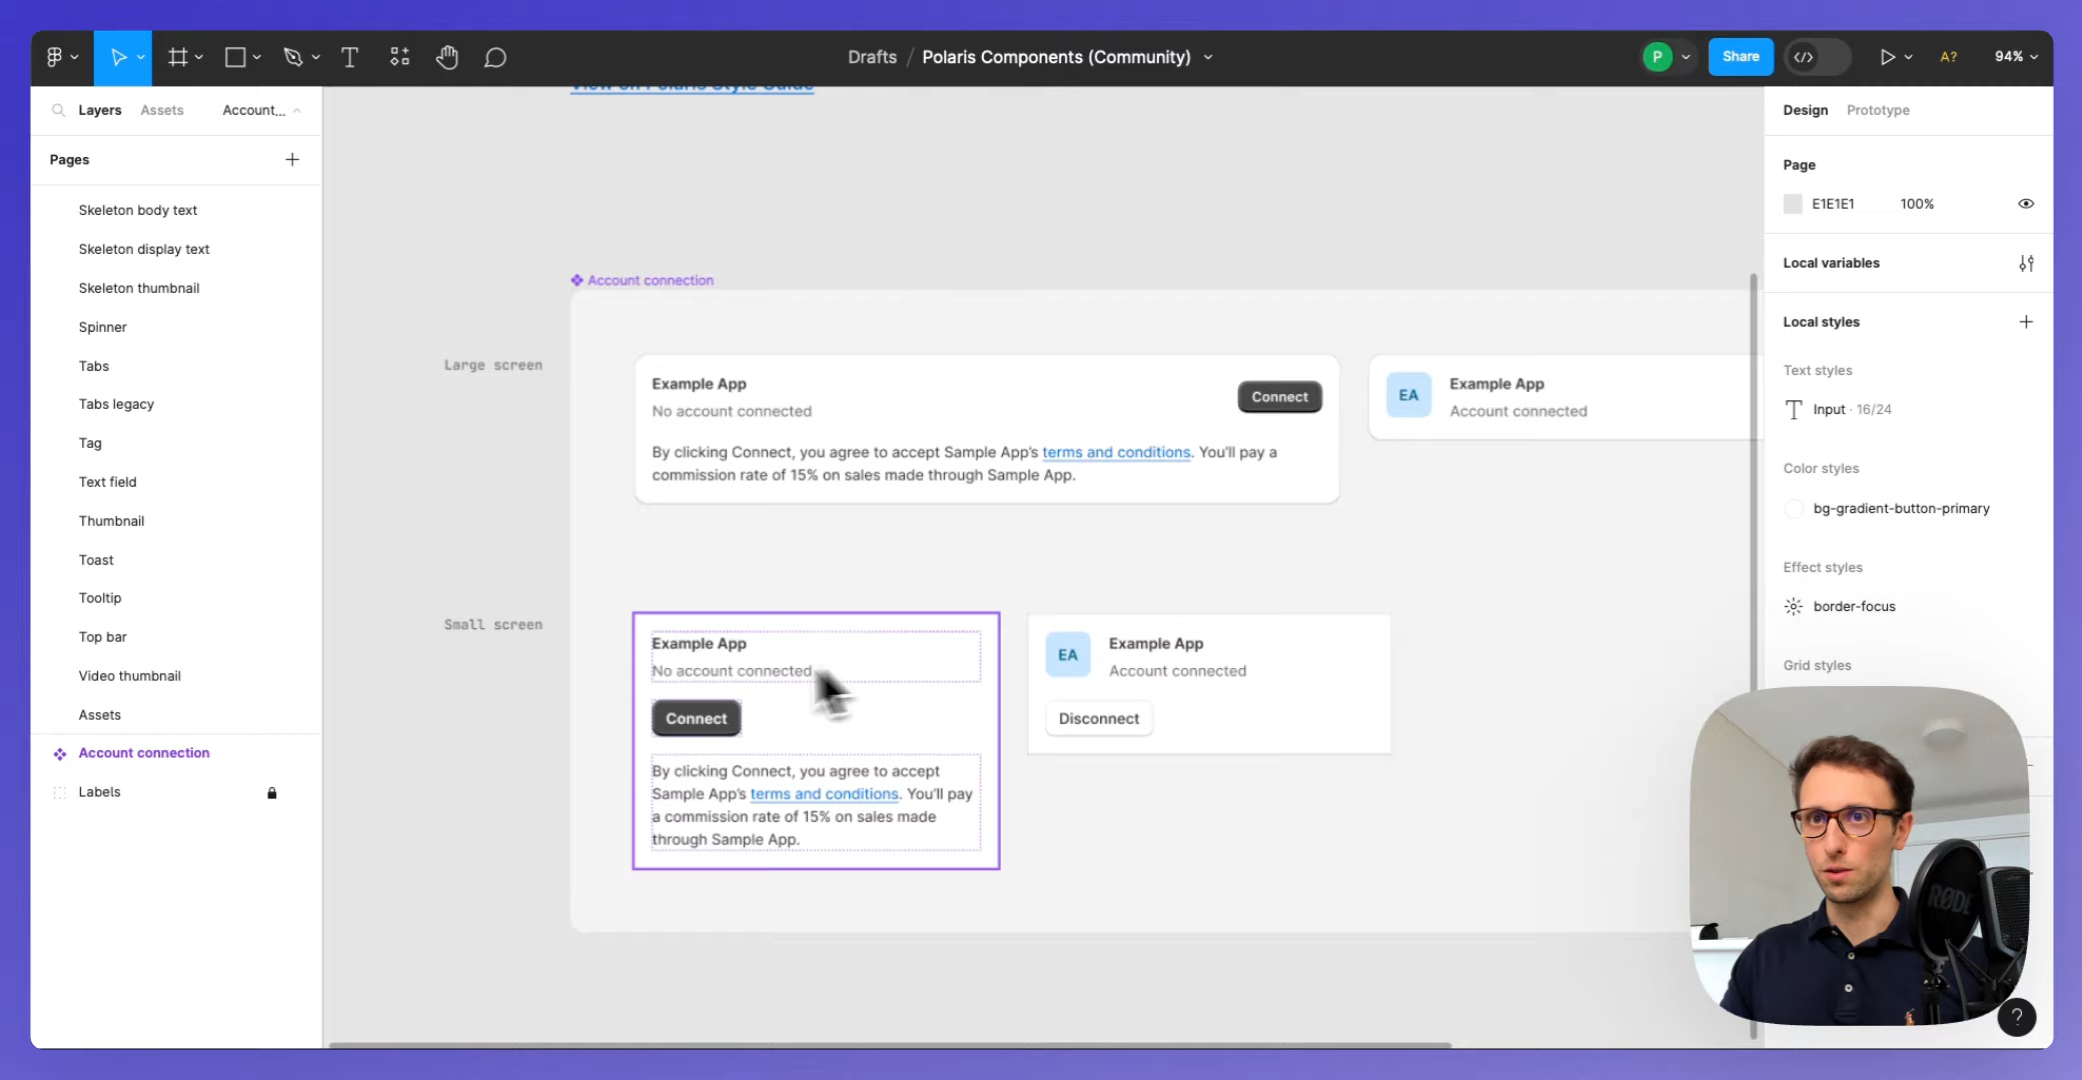 Drafts / Polaris Components (Community)
P
Share
A?
94%
Layers
Assets
Account...
Pages
Skeleton body text
Skeleton display text
Skeleton thumbnail
Spinner
Tabs
Tabs legacy
Tag
Text field
Thumbnail
Toast
Tooltip
Top bar
Video thumbnail
Assets
Account connection
Labels
View on Polaris Style Guide
Account connection
Large screen
Example App
No account connected
Connect
By clicking Connect, you agree to accept Sample App's terms and conditions. You'll pay a
commission rate of 15% on sales made through Sample App.
EA
Example App
Account connected
Small screen
Example App
No account connected
Connect
By clicking Connect, you agree to accept
Sample App's terms and conditions. You'll pay
a commission rate of 15% on sales made
through Sample App.
EA
Example App
Account connected
Disconnect
Design
Prototype
Page
E1E1E1
100%
Local variables
Local styles
Text styles
Input · 16/24
Color styles
bg-gradient-button-primary
Effect styles
border-focus
Grid styles
RØDE
?